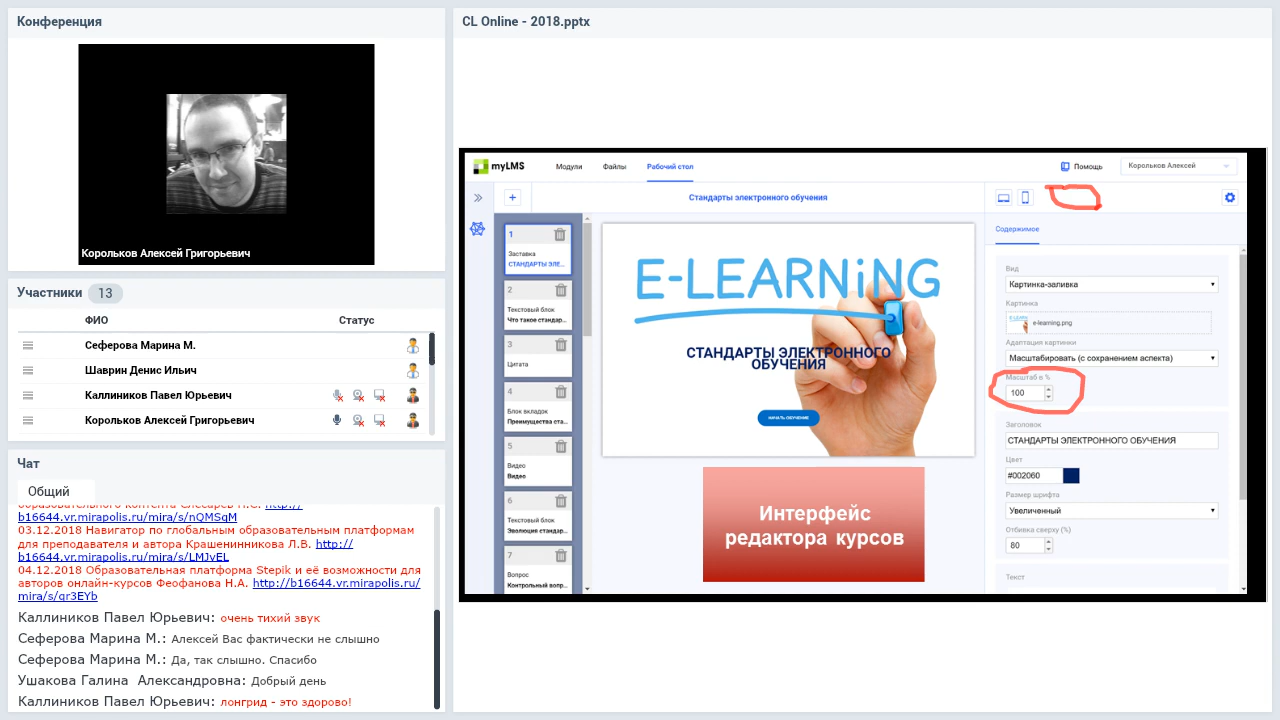 Конференция
Корольков Алексей Григорьевич
Участники 13
ФИО Статус
Сеферова Марина М.
Шаврин Денис Ильич
Каллиников Павел Юрьевич
Корольков Алексей Григорьевич
Чат
Общий
b16644.vr.mirapolis.ru/mira/s/nQMSqM
03.12.2018 Навигатор по глобальным образовательным платформам
для преподавателя и автора Крашенинникова Л.В. http://
b16644.vr.mirapolis.ru/mira/s/LMJvEL
04.12.2018 Образовательная платформа Stepik и её возможности для
авторов онлайн-курсов Феофанова Н.А. http://b16644.vr.mirapolis.ru/
mira/s/qr3EYb
Каллиников Павел Юрьевич: очень тихий звук
Сеферова Марина М.: Алексей Вас фактически не слышно
Сеферова Марина М.: Да, так слышно. Спасибо
Ушакова Галина Александровна: Добрый день
Каллиников Павел Юрьевич: лонгрид - это здорово!
CL Online - 2018.pptx
myLMS Модули Файлы Рабочий стол Помощь Корольков Алексей
+ Стандарты электронного обучения
1
Заставка
СТАНДАРТЫ ЭЛЕ...
2
Текстовый блок
Что такое стандар...
3
Цитата
4
Блок вкладок
Преимущества ста...
5
Видео
Видео
6
Текстовый блок
Эволюция стандар...
7
Вопрос
Контрольный вопр...
E-LEARNiNG
СТАНДАРТЫ ЭЛЕКТРОННОГО
ОБУЧЕНИЯ
НАЧАТЬ ОБУЧЕНИЕ
Интерфейс
редактора курсов
Содержимое
Вид
Картинка-заливка
Картинка
e-learning.png
Адаптация картинки
Масштабировать (с сохранением аспекта)
Масштаб в %
100
Заголовок
СТАНДАРТЫ ЭЛЕКТРОННОГО ОБУЧЕНИЯ
Цвет
#002060
Размер шрифта
Увеличенный
Отбивка сверху (%)
80
Текст